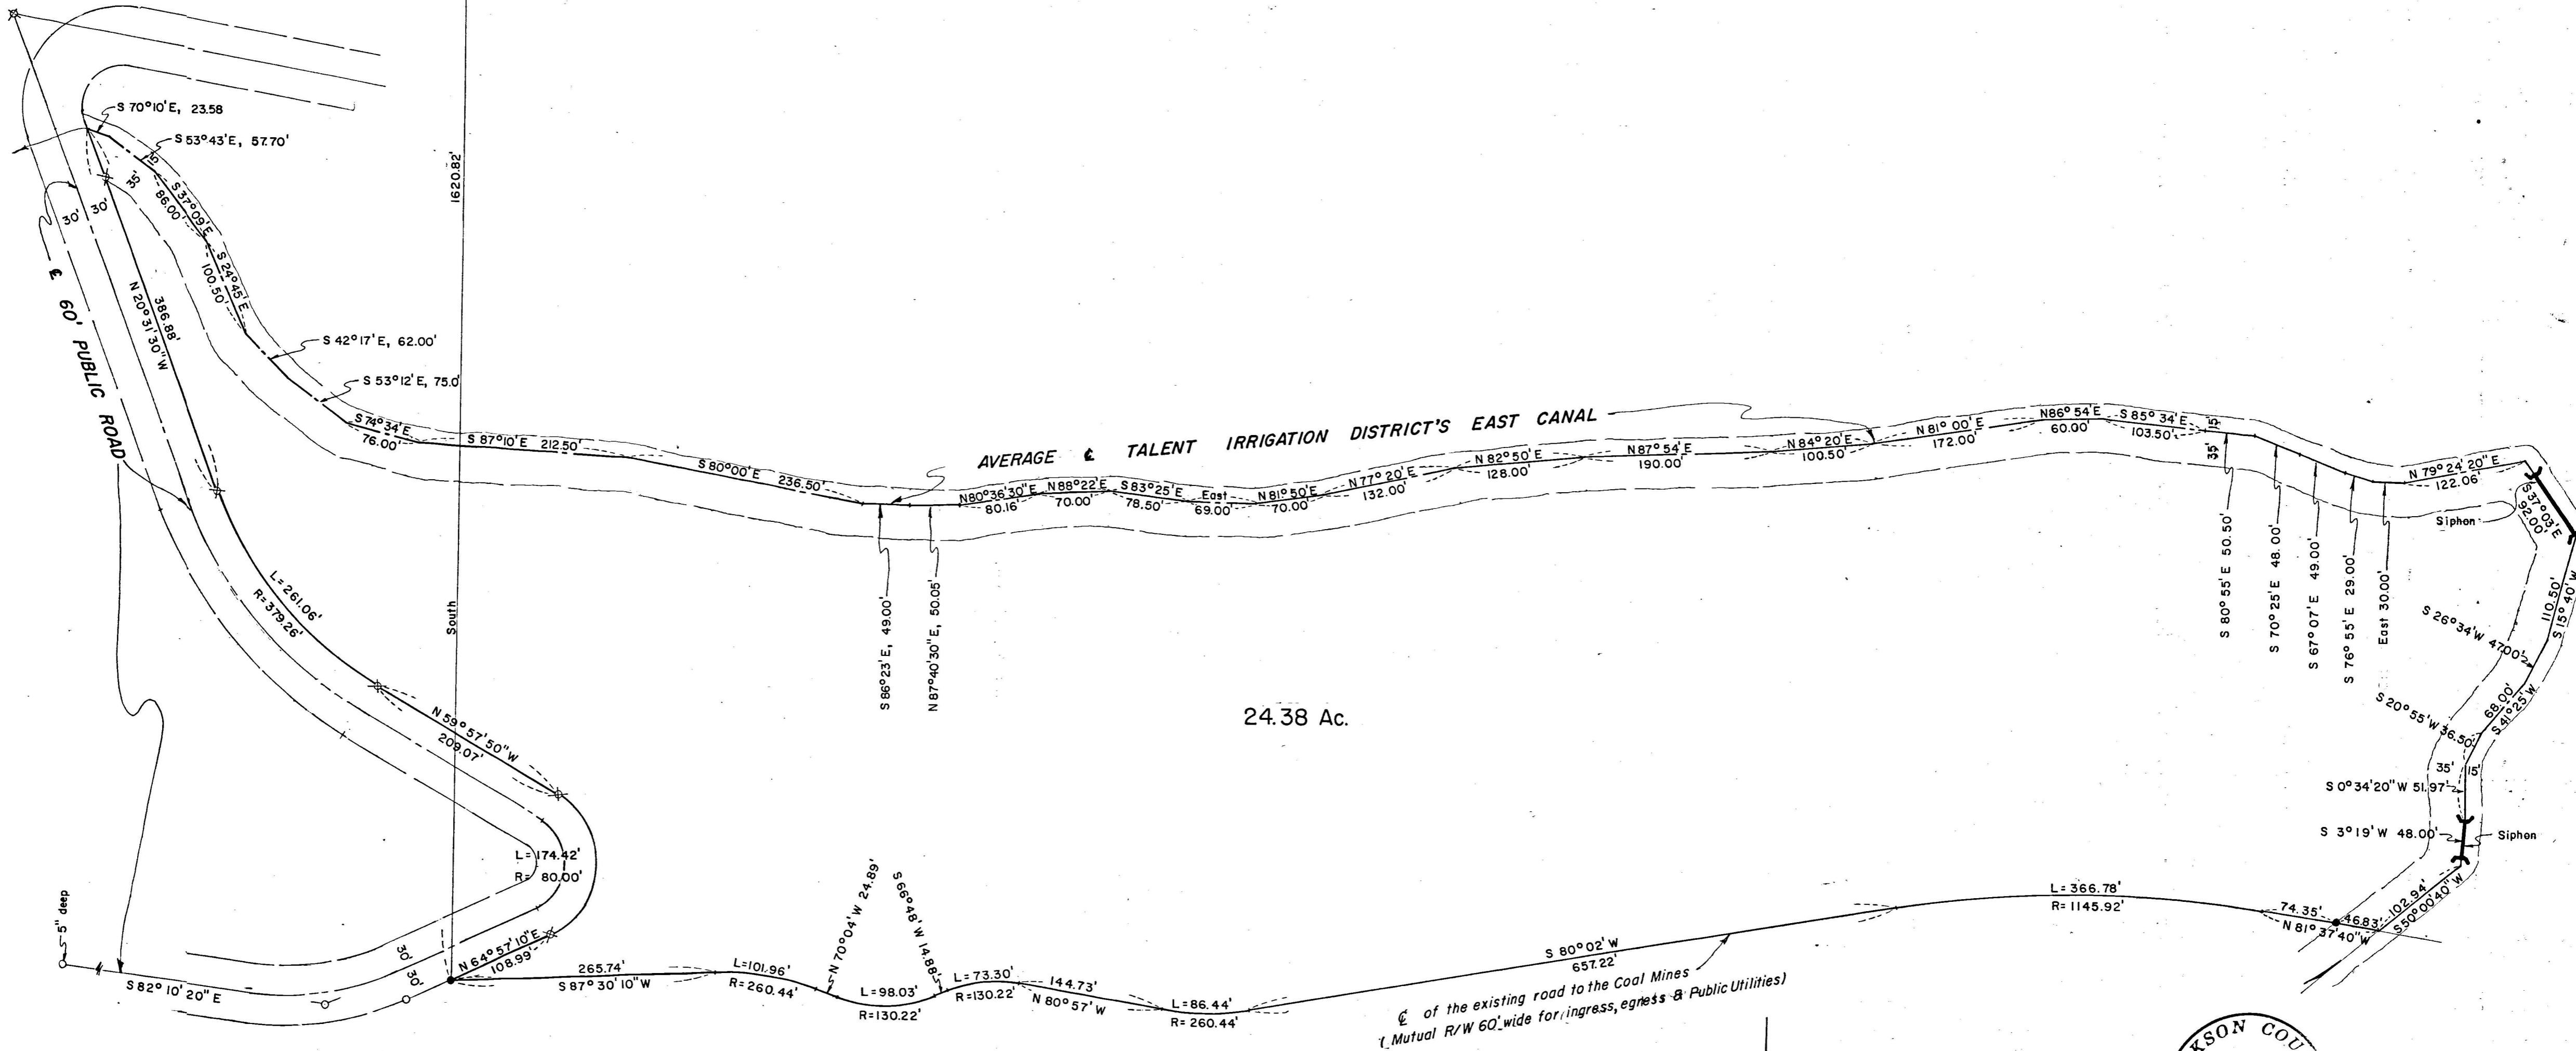 S 70°10'E, 23.58
S 53°43'E, 57.70'
15'
35'
S 37°09'E
86.00'
30'
30'
S 24°45'E
100.50'
1620.82'
℄ 60' PUBLIC ROAD
386.88'
N 20°31'30"W
S 42°17'E, 62.00'
S 53°12'E, 75.0'
S 74°34'E
76.00'
S 87°10'E 212.50'
S 80°00'E
236.50'
AVERAGE ℄ TALENT IRRIGATION DISTRICT'S EAST CANAL
N80°36'30"E
80.16'
N88°22'E
70.00'
S83°25'E
78.50'
East
69.00'
N81°50'E
70.00'
N77°20'E
132.00'
N 82°50'E
128.00'
N87°54'E
190.00'
N 84°20'E
100.50'
N 81°00'E
172.00'
N86°54'E
60.00'
S 85°34'E
103.50'
15'
35'
N 79°24'20"E
122.06'
S 37°03'E
92.00'
Siphon
S 86°23'E, 49.00'
N87°40'30"E, 50.05'
S 80°55'E 50.50'
S 70°25'E 48.00'
S 67°07'E 49.00'
S 76°55'E 29.00'
East 30.00'
110.50'
S 15°40'W
S 26°34'W 47.00'
68.00'
S 41°25'W
S 20°55'W 36.50'
35'
15'
S 0°34'20"W 51.97'
S 3°19'W 48.00'
Siphon
102.94'
S 50°00'40"W
South
L=261.06'
R=379.26'
N 59°57'50"W
209.07'
24.38 Ac.
L=174.42'
R= 80.00'
5" deep
S 82°10'20"E
30'
30'
N 64°57'10"E
108.99'
265.74'
S 87°30'10"W
L=101.96'
R=260.44'
N 70°04'W 24.89'
L=98.03'
R=130.22'
S 66°48'W 14.88'
L=73.30'
R=130.22'
144.73'
N 80°57'W
L=86.44'
R=260.44'
S 80°02'W
657.22'
℄ of the existing road to the Coal Mines
( Mutual R/W 60' wide for ingress, egress & Public Utilities)
L=366.78'
R=1145.92'
74.35'
46.83'
N 81°37'40"W
KSON COU